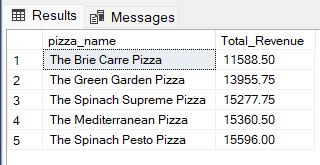 Results Messages
pizza_name Total_Revenue
1 The Brie Carre Pizza 11588.50
2 The Green Garden Pizza 13955.75
3 The Spinach Supreme Pizza 15277.75
4 The Mediterranean Pizza 15360.50
5 The Spinach Pesto Pizza 15596.00